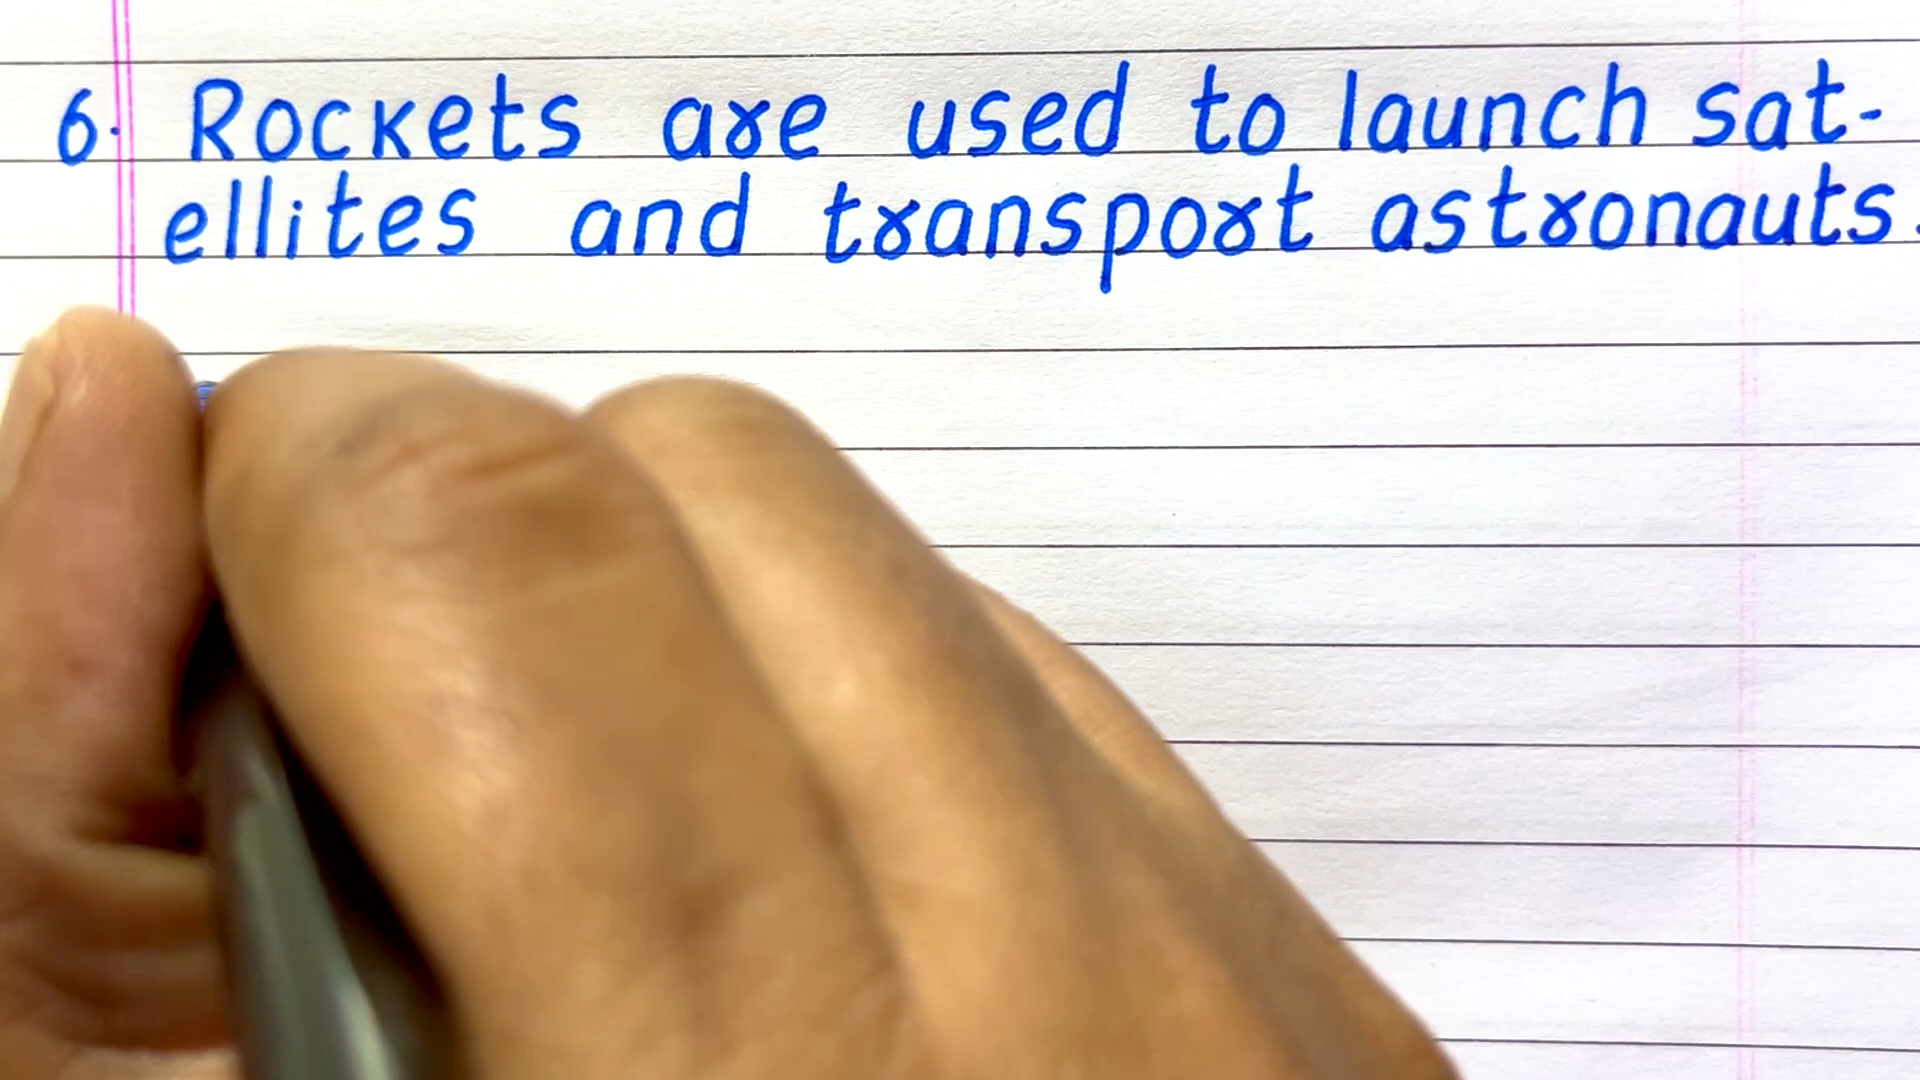 6. Rockets are used to launch sat-
ellites and transport astronauts.